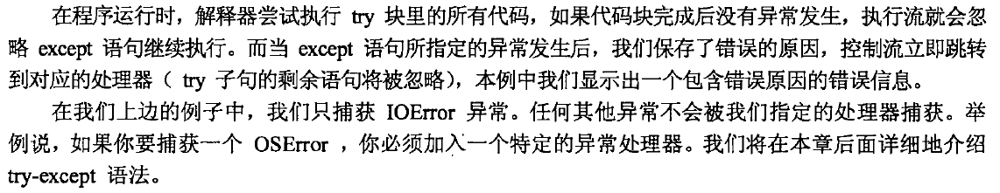 在程序运行时，解释器尝试执行 try 块里的所有代码，如果代码块完成后没有异常发生，执行流就会忽
略 except 语句继续执行。而当 except 语句所指定的异常发生后，我们保存了错误的原因，控制流立即跳转
到对应的处理器（ try 子句的剩余语句将被忽略），本例中我们显示出一个包含错误原因的错误信息。
在我们上边的例子中，我们只捕获 IOError 异常。任何其他异常不会被我们指定的处理器捕获。举
例说，如果你要捕获一个 OSError ，你必须加入一个特定的异常处理器。我们将在本章后面详细地介绍
try-except 语法。